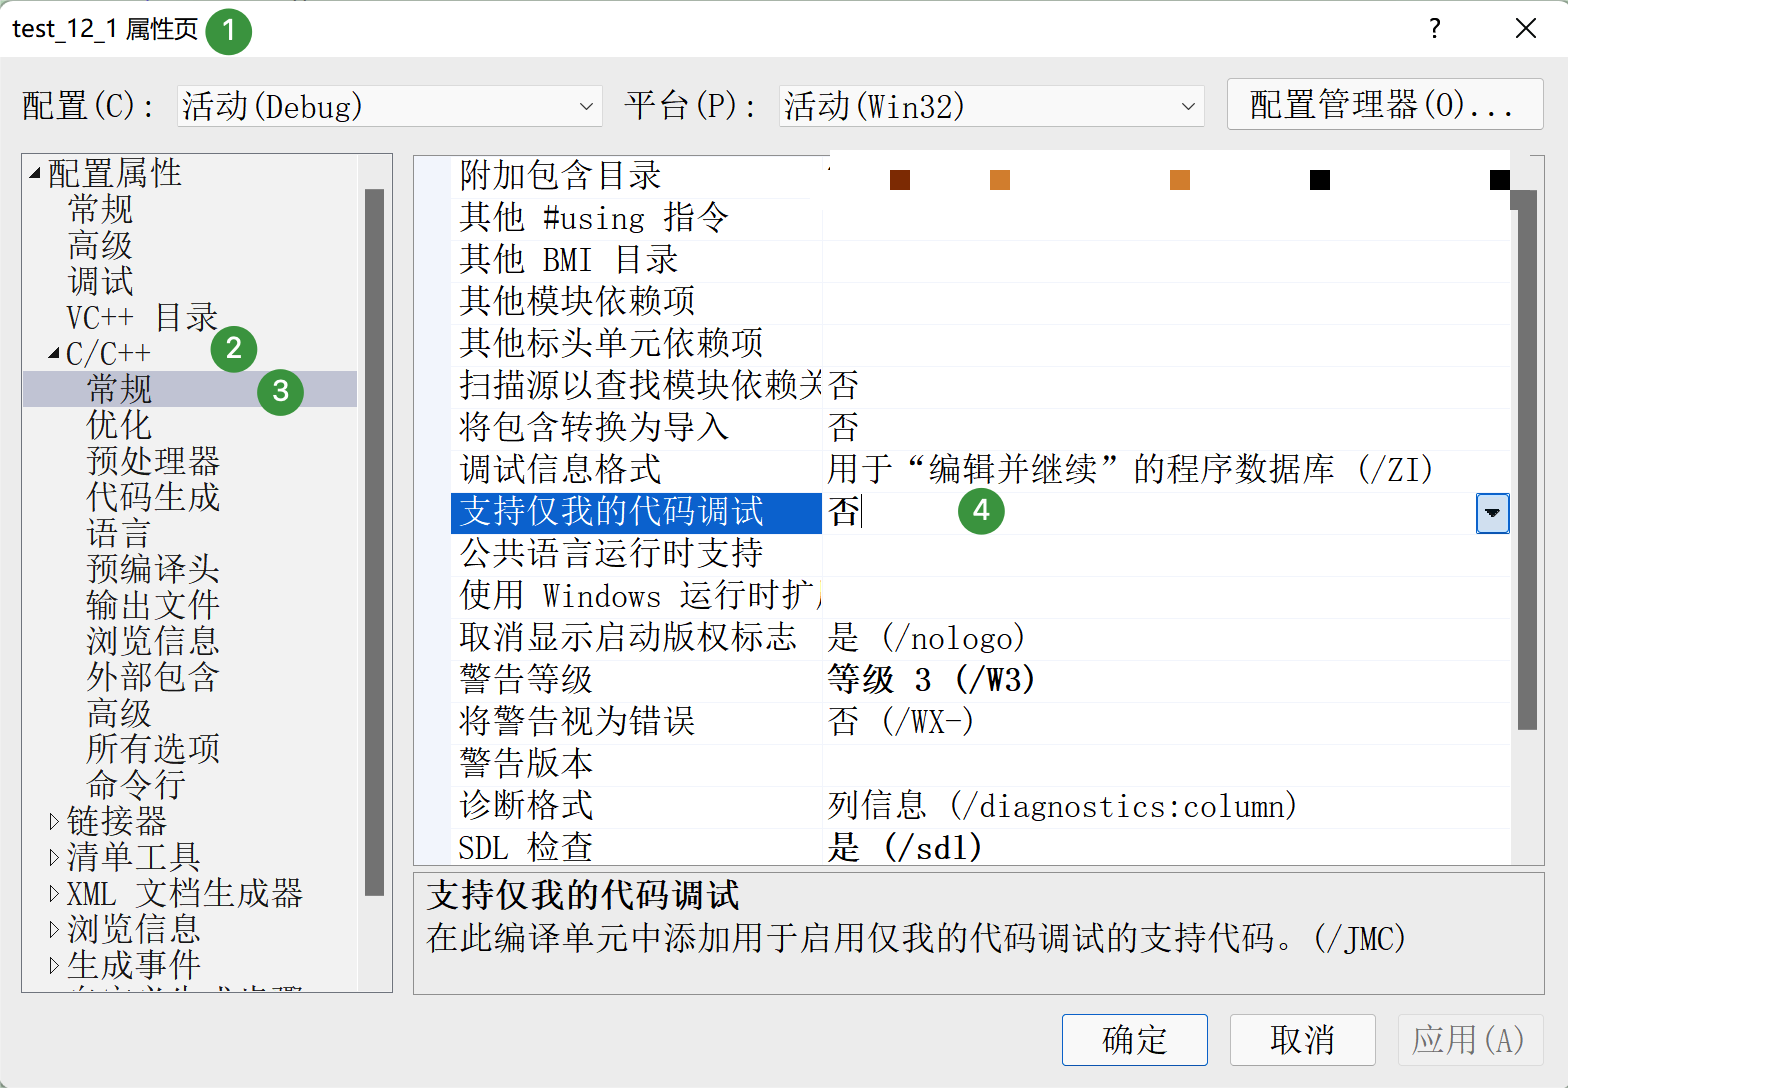 test_12_1 属性页 1
?
配置(C): 活动(Debug) 平台(P): 活动(Win32) 配置管理器(O)...
配置属性
常规
高级
调试
VC++ 目录
C/C++ 2
常规 3
优化
预处理器
代码生成
语言
预编译头
输出文件
浏览信息
外部包含
高级
所有选项
命令行
链接器
清单工具
XML 文档生成器
浏览信息
生成事件
附加包含目录
其他 #using 指令
其他 BMI 目录
其他模块依赖项
其他标头单元依赖项
扫描源以查找模块依赖关 否
将包含转换为导入 否
调试信息格式 用于“编辑并继续”的程序数据库 (/ZI)
支持仅我的代码调试 否 4
公共语言运行时支持
使用 Windows 运行时扩
取消显示启动版权标志 是 (/nologo)
警告等级 等级 3 (/W3)
将警告视为错误 否 (/WX-)
警告版本
诊断格式 列信息 (/diagnostics:column)
SDL 检查 是 (/sdl)
支持仅我的代码调试
在此编译单元中添加用于启用仅我的代码调试的支持代码。(/JMC)
确定 取消 应用(A)